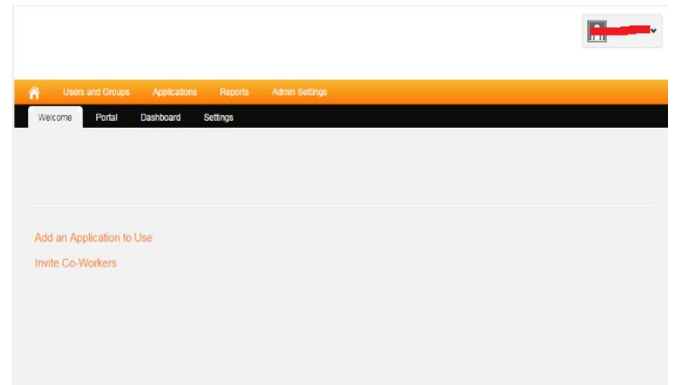 Users and Groups Applications Reports Admin Settings
Welcome Portal Dashboard Settings
Add an Application to Use
Invite Co-Workers